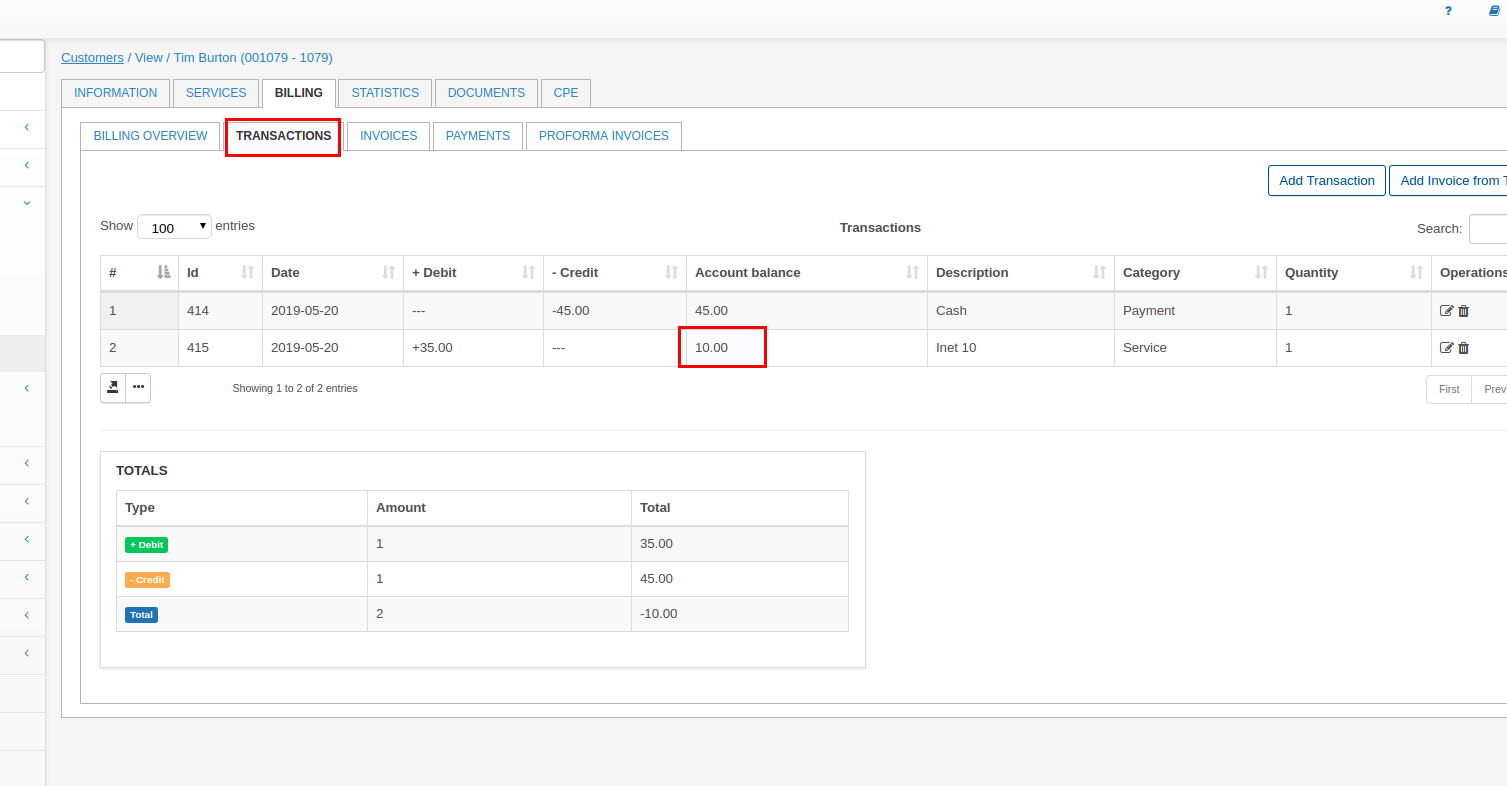 ?
Customers / View / Tim Burton (001079 - 1079)
INFORMATION SERVICES BILLING STATISTICS DOCUMENTS CPE
BILLING OVERVIEW TRANSACTIONS INVOICES PAYMENTS PROFORMA INVOICES
Add Transaction Add Invoice from
Show 100 entries Transactions Search:
# Id Date + Debit - Credit Account balance Description Category Quantity Operations
1 414 2019-05-20 --- -45.00 45.00 Cash Payment 1
2 415 2019-05-20 +35.00 --- 10.00 Inet 10 Service 1
Showing 1 to 2 of 2 entries First Prev
TOTALS
Type Amount Total
+ Debit 1 35.00
- Credit 1 45.00
Total 2 -10.00